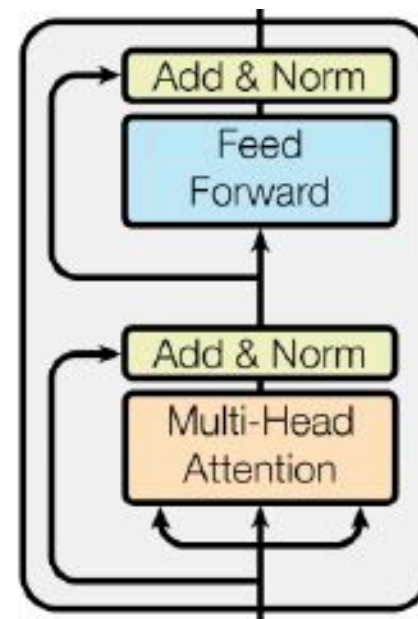 Add & Norm
Feed
Forward
Add & Norm
Multi-Head
Attention